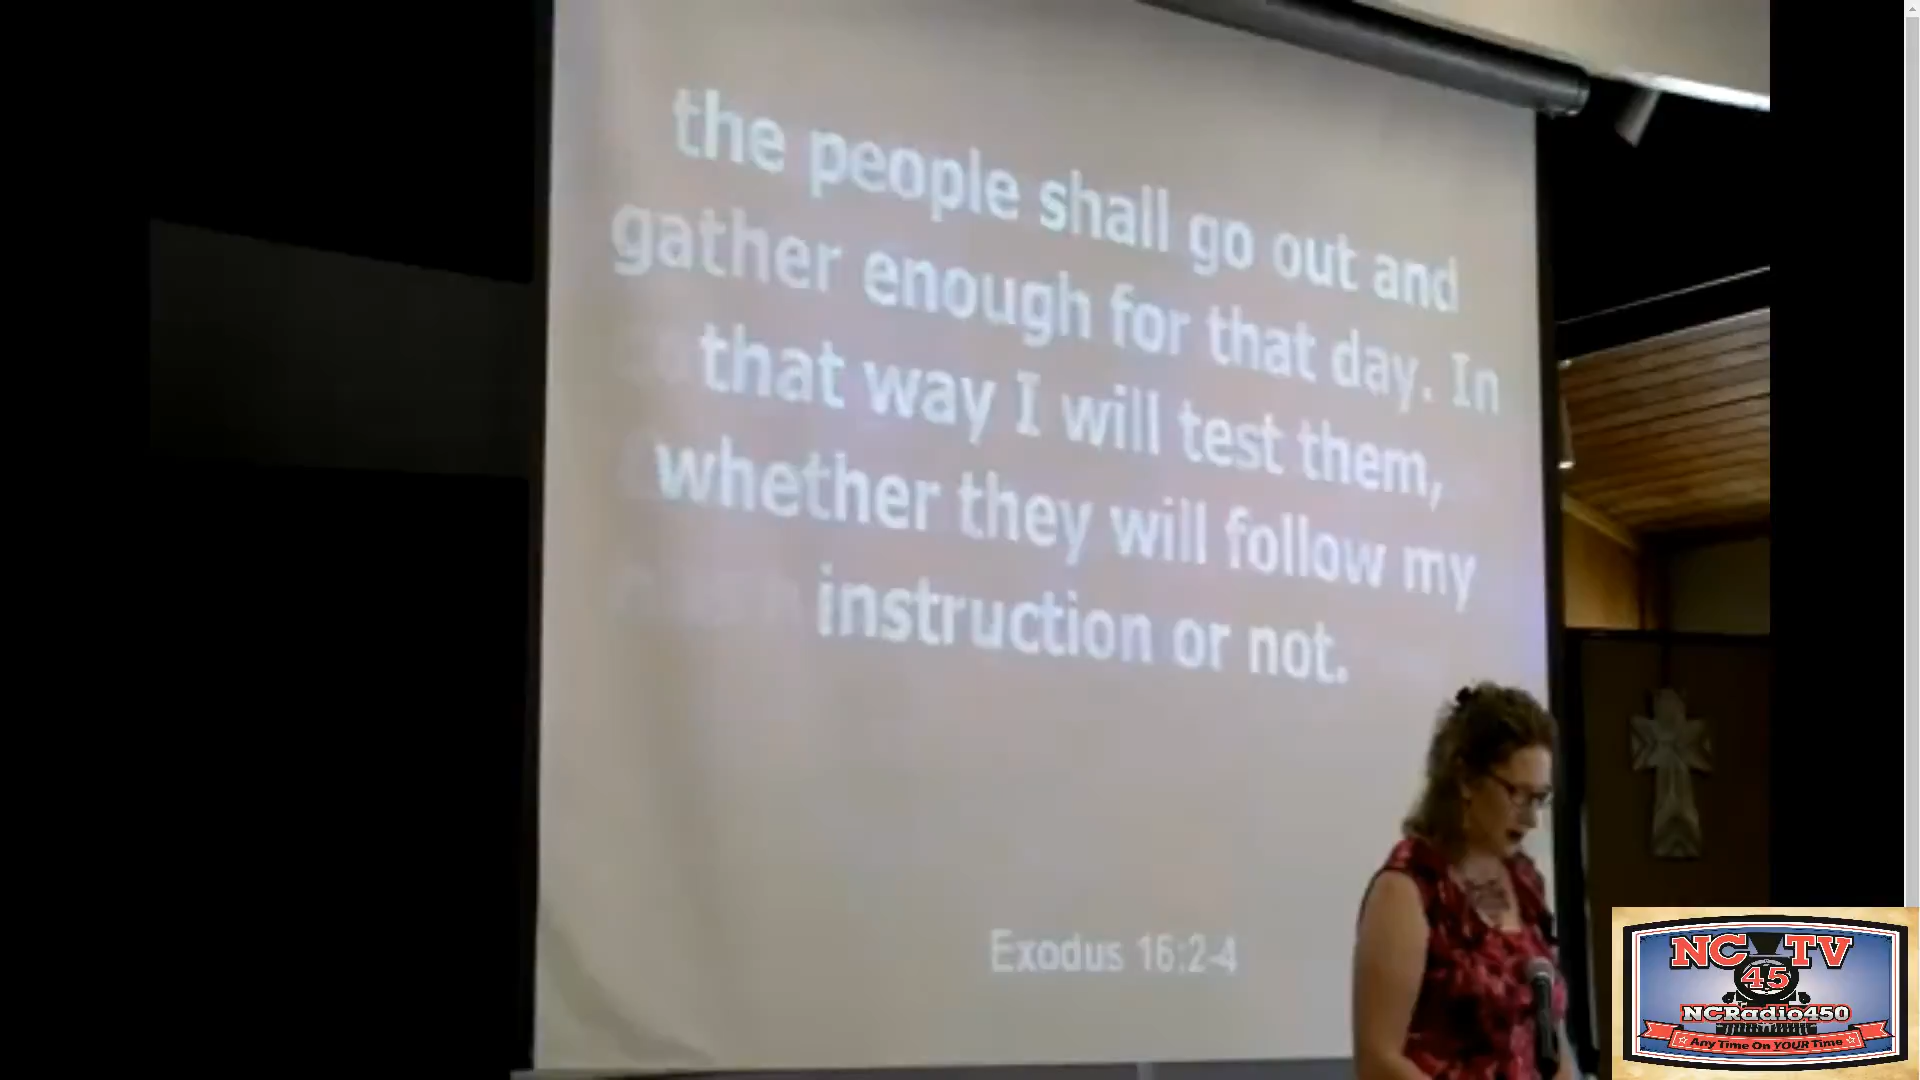 the people shall go out and
gather enough for that day. In
that way I will test them,
whether they will follow my
instruction or not.
Exodus 16:2-4
NC TV
45
NCRadio450
Any Time On YOUR Time